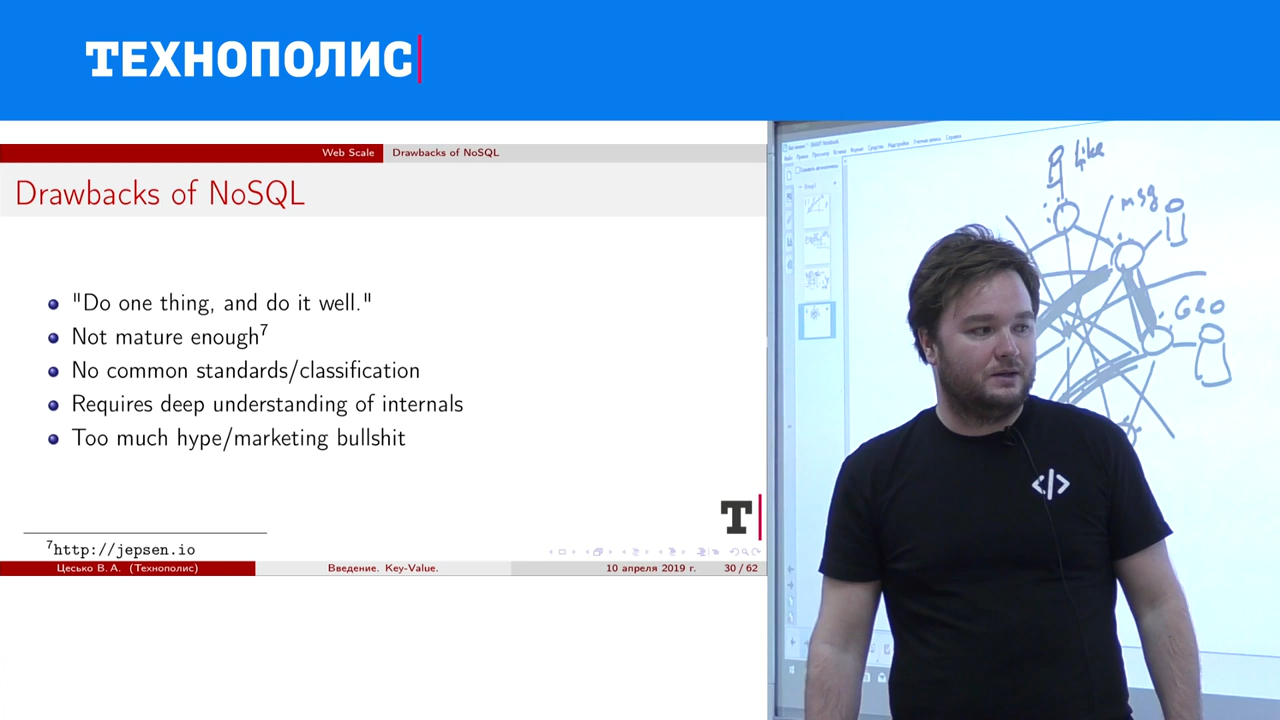 ТЕХНОПОЛИС
Web Scale
Drawbacks of NoSQL
Drawbacks of NoSQL
"Do one thing, and do it well."
Not mature enough7
No common standards/classification
Requires deep understanding of internals
Too much hype/marketing bullshit
T
7http://jepsen.io
Цесько В. А. (Технополис)
Введение. Key-Value.
10 апреля 2019 г.
30 / 62
like
msg
Geo